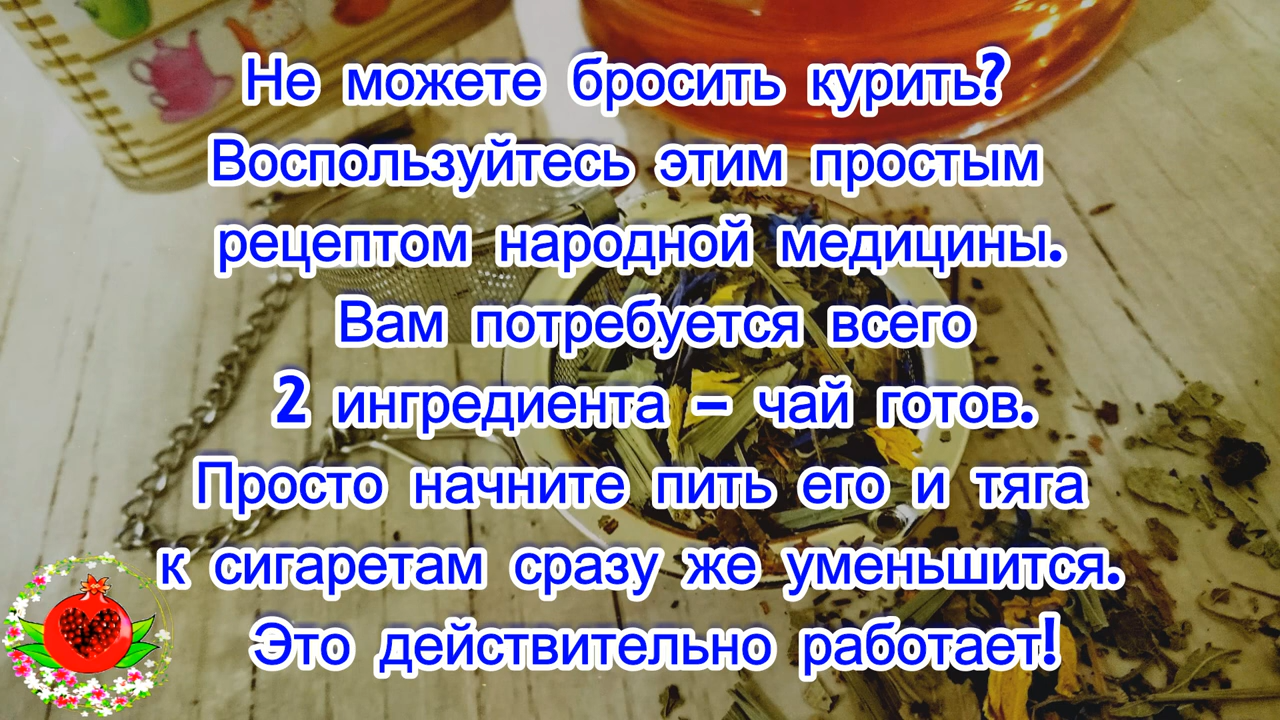 Не можете бросить курить?
Воспользуйтесь этим простым
рецептом народной медицины.
Вам потребуется всего
2 ингредиента – чай готов.
Просто начните пить его и тяга
к сигаретам сразу же уменьшится.
Это действительно работает!